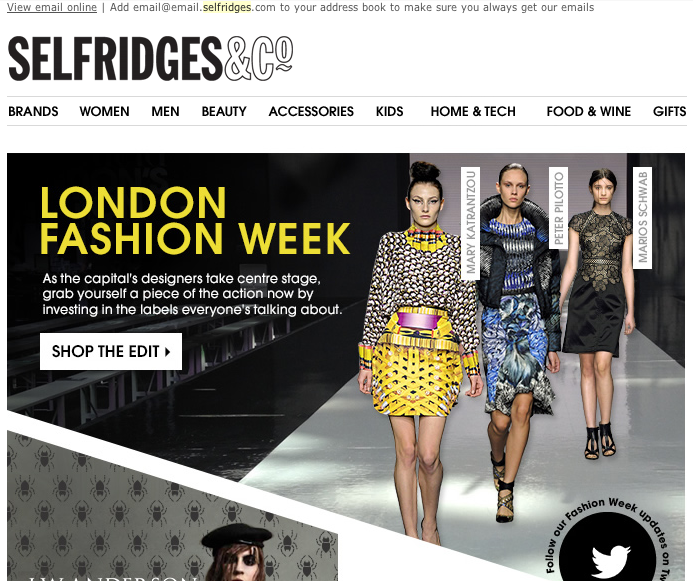 View email online | Add email@email.selfridges.com to your address book to make sure you always get our emails
SELFRIDGES&Co
BRANDS WOMEN MEN BEAUTY ACCESSORIES KIDS HOME & TECH FOOD & WINE GIFTS
LONDON
FASHION WEEK
As the capital's designers take centre stage,
grab yourself a piece of the action now by
investing in the labels everyone's talking about.
SHOP THE EDIT
MARY KATRANTZOU
PETER PILOTTO
MARIOS SCHWAB
J.W.ANDERSON
Follow our Fashion Week updates on Tw